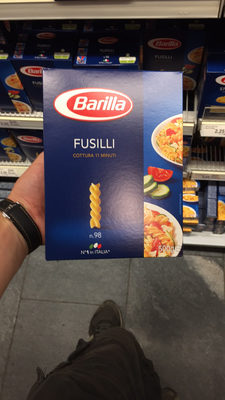 Barilla
FUSILLI
COTTURA 11 MINUTI
n.98
N°1 in ITALIA*